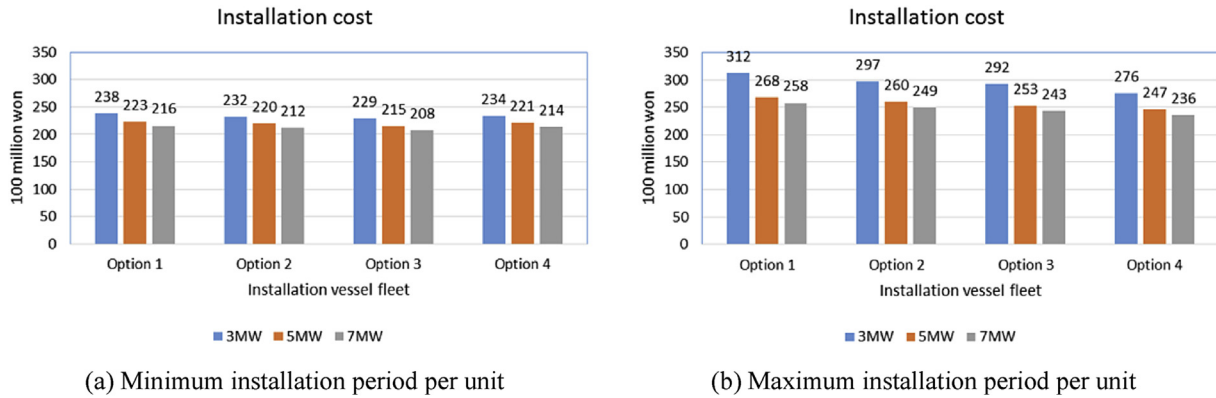 Installation cost
350
300
250
200
150
100
50
0
100 million won
238 223 216
232 220 212
229 215 208
234 221 214
Option 1 Option 2 Option 3 Option 4
Installation vessel fleet
3MW 5MW 7MW
(a) Minimum installation period per unit
Installation cost
350
300
250
200
150
100
50
0
100 million won
312 268 258
297 260 249
292 253 243
276 247 236
Option 1 Option 2 Option 3 Option 4
Installation vessel fleet
3MW 5MW 7MW
(b) Maximum installation period per unit